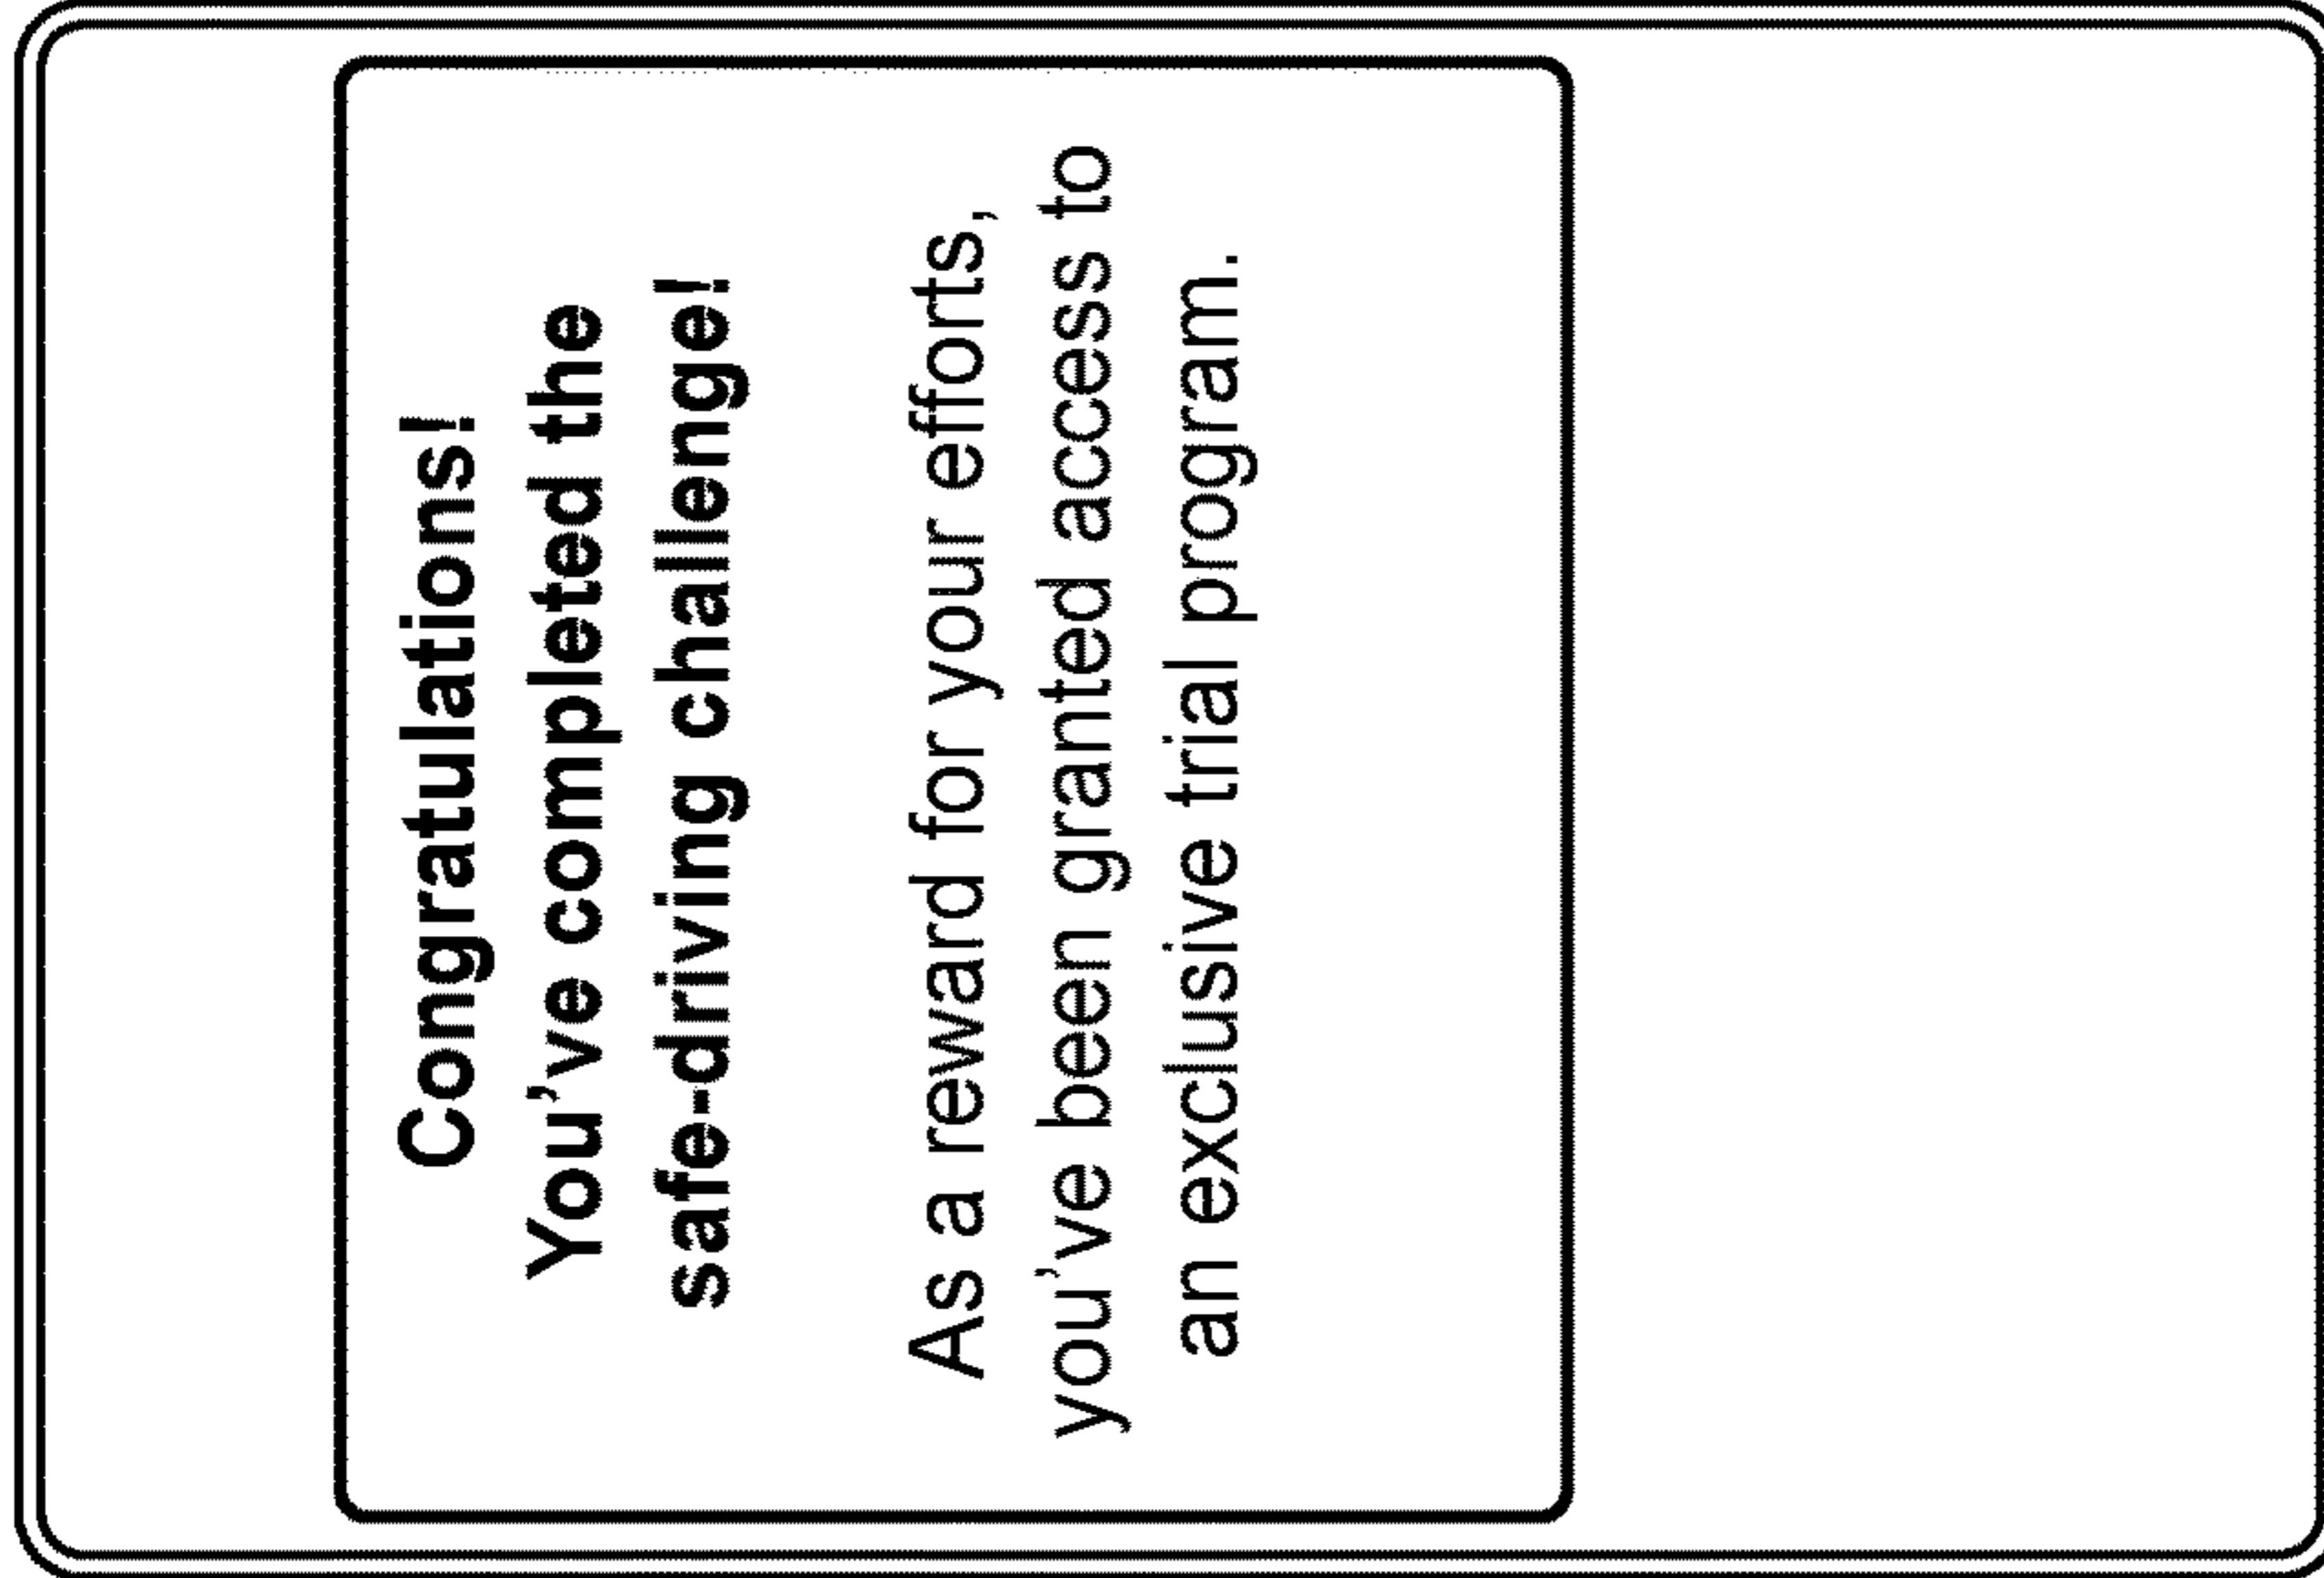 Congratulations!
You've completed the
safe-driving challenge!
As a reward for your efforts,
you've been granted access to
an exclusive trial program.